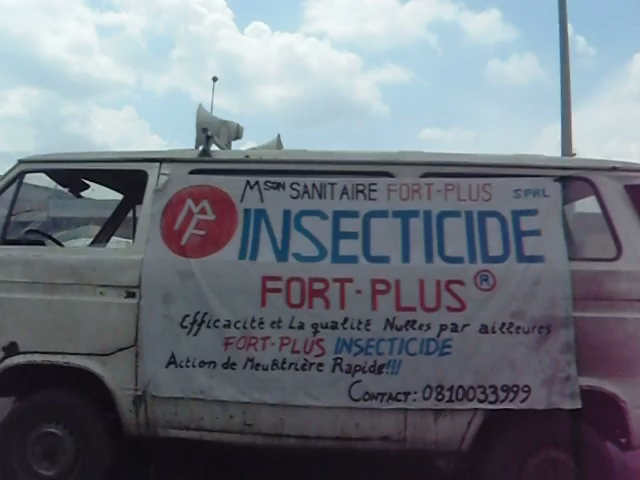 Mson SANITAIRE FORT-PLUS SPRL
MF
INSECTICIDE
FORT-PLUS ®
Efficacité et La qualité Nulles par ailleurs
FORT-PLUS INSECTICIDE
Action de Meurtrière Rapide!!!
CONTACT: 0810033999